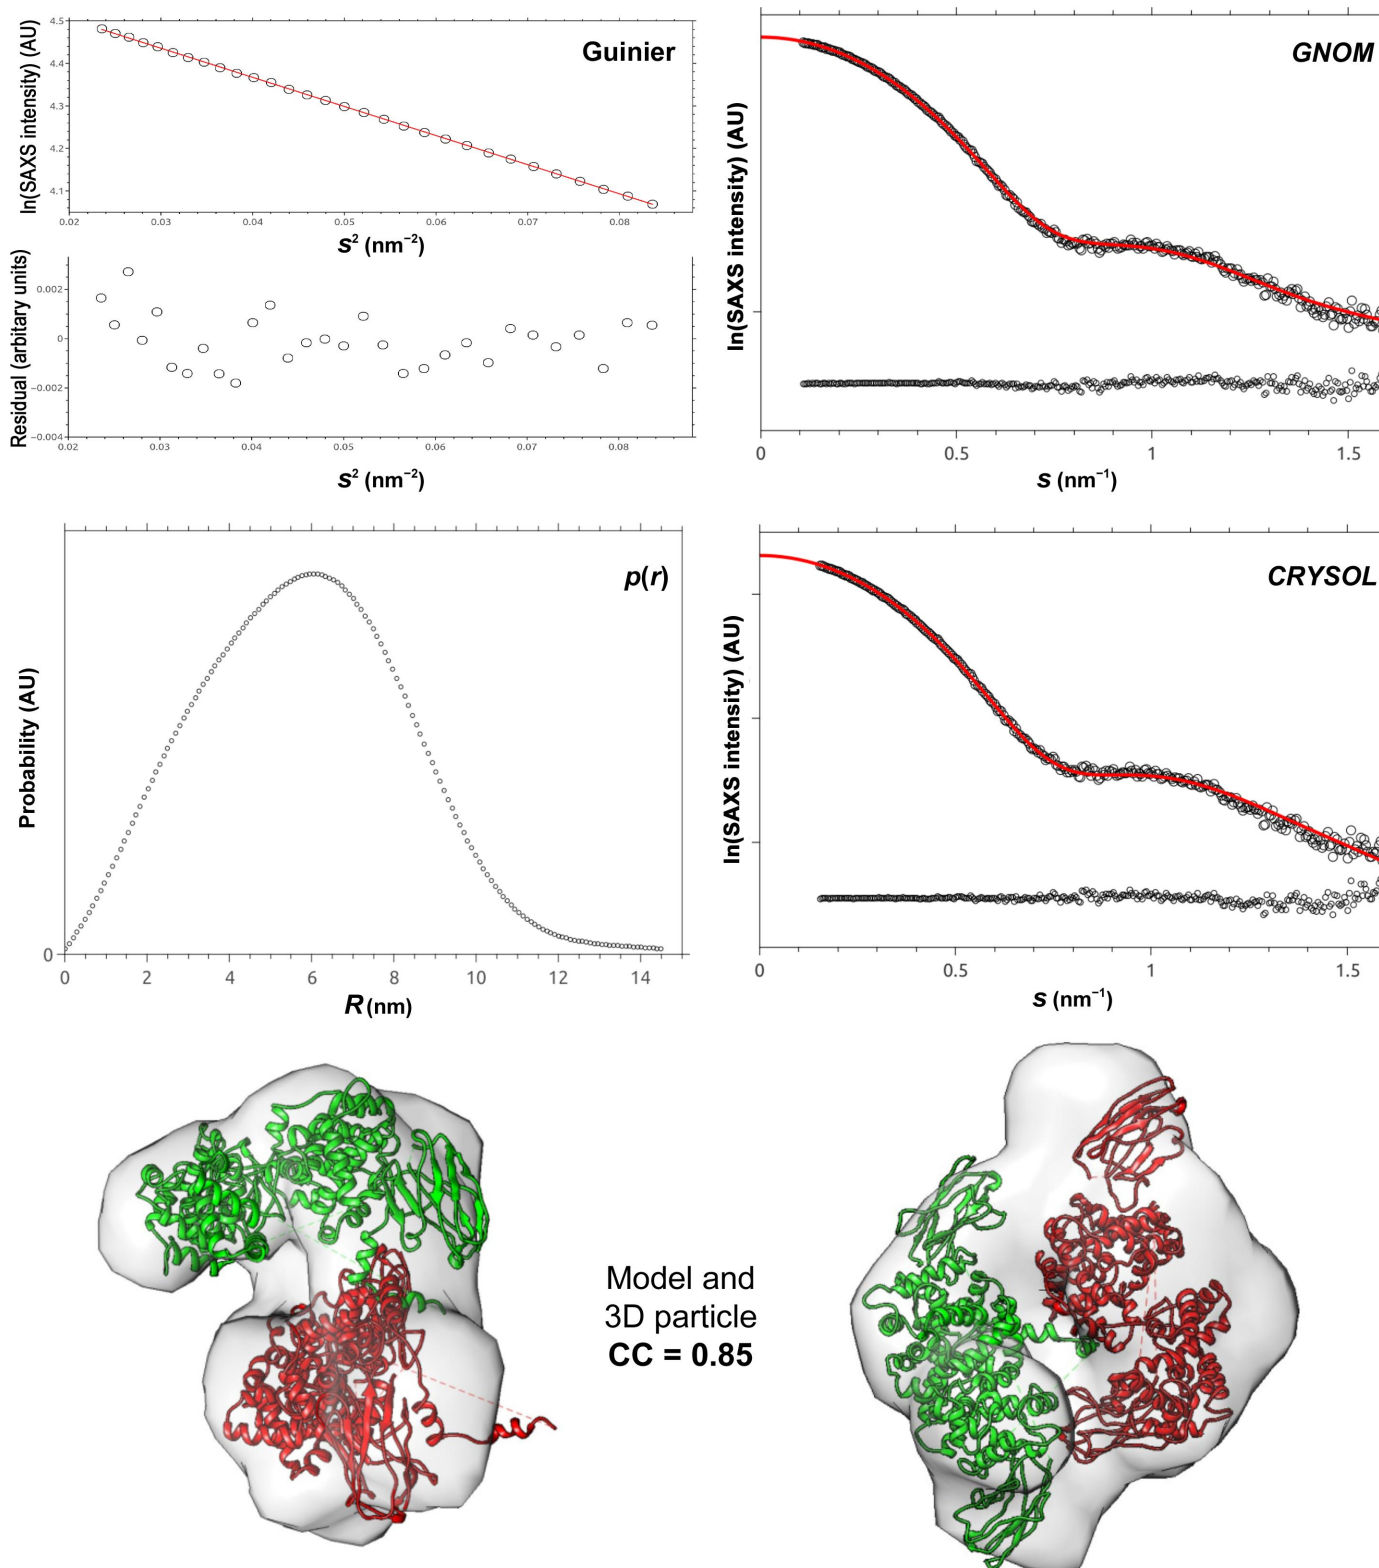 Guinier
ln(SAXS intensity) (AU)
4.5
4.4
4.3
4.2
4.1
0.02 0.03 0.04 0.05 0.06 0.07 0.08
s² (nm⁻²)
Residual (arbitary units)
0.002
0
−0.002
−0.004
0.02 0.03 0.04 0.05 0.06 0.07 0.08
s² (nm⁻²)
GNOM
ln(SAXS intensity) (AU)
0 0.5 1 1.5
s (nm⁻¹)
p(r)
Probability (AU)
0
0 2 4 6 8 10 12 14
R (nm)
CRYSOL
ln(SAXS intensity) (AU)
0 0.5 1 1.5
s (nm⁻¹)
Model and
3D particle
CC = 0.85